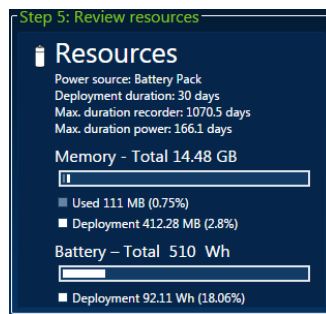 Step 5: Review resources
Resources
Power source: Battery Pack
Deployment duration: 30 days
Max. duration recorder: 1070.5 days
Max. duration power: 166.1 days
Memory - Total 14.48 GB
Used 111 MB (0.75%)
Deployment 412.28 MB (2.8%)
Battery – Total 510 Wh
Deployment 92.11 Wh (18.06%)